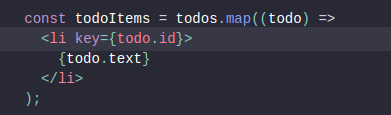 const todoItems = todos.map((todo) =>
  <li key={todo.id}>
    {todo.text}
  </li>
);